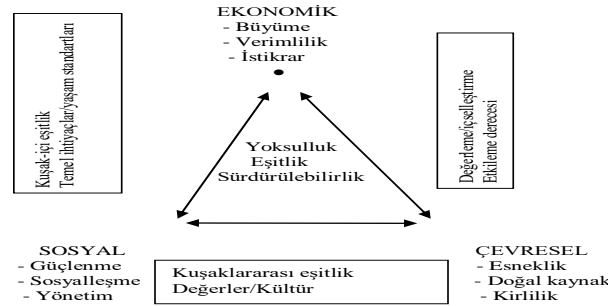 EKONOMİK
- Büyüme
- Verimlilik
- İstikrar
Kuşak-içi eşitlik
Temel ihtiyaçlar/yaşam standartları
Değerleme/içselleştirme
Etkileme derecesi
Yoksulluk
Eşitlik
Sürdürülebilirlik
SOSYAL
- Güçlenme
- Sosyalleşme
- Yönetim
Kuşaklararası eşitlik
Değerler/Kültür
ÇEVRESEL
- Esneklik
- Doğal kaynak
- Kirlilik